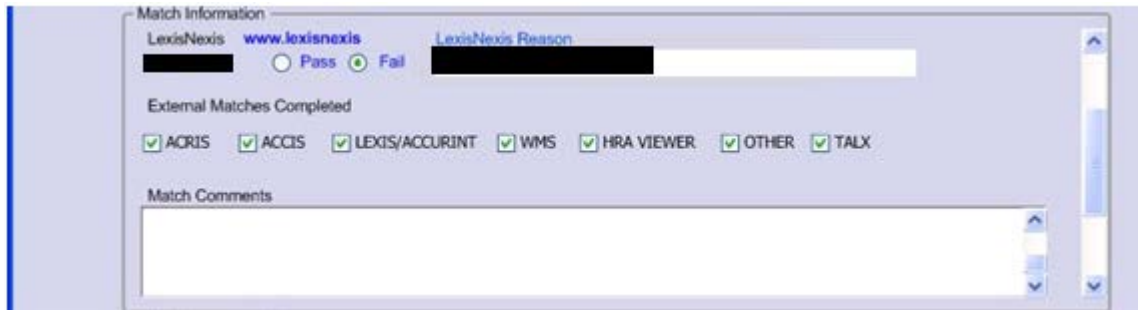 Match Information
LexisNexis www.lexisnexis LexisNexis Reason
Pass Fail
External Matches Completed
ACRIS ACCIS LEXIS/ACCURINT WMS HRA VIEWER OTHER TALX
Match Comments